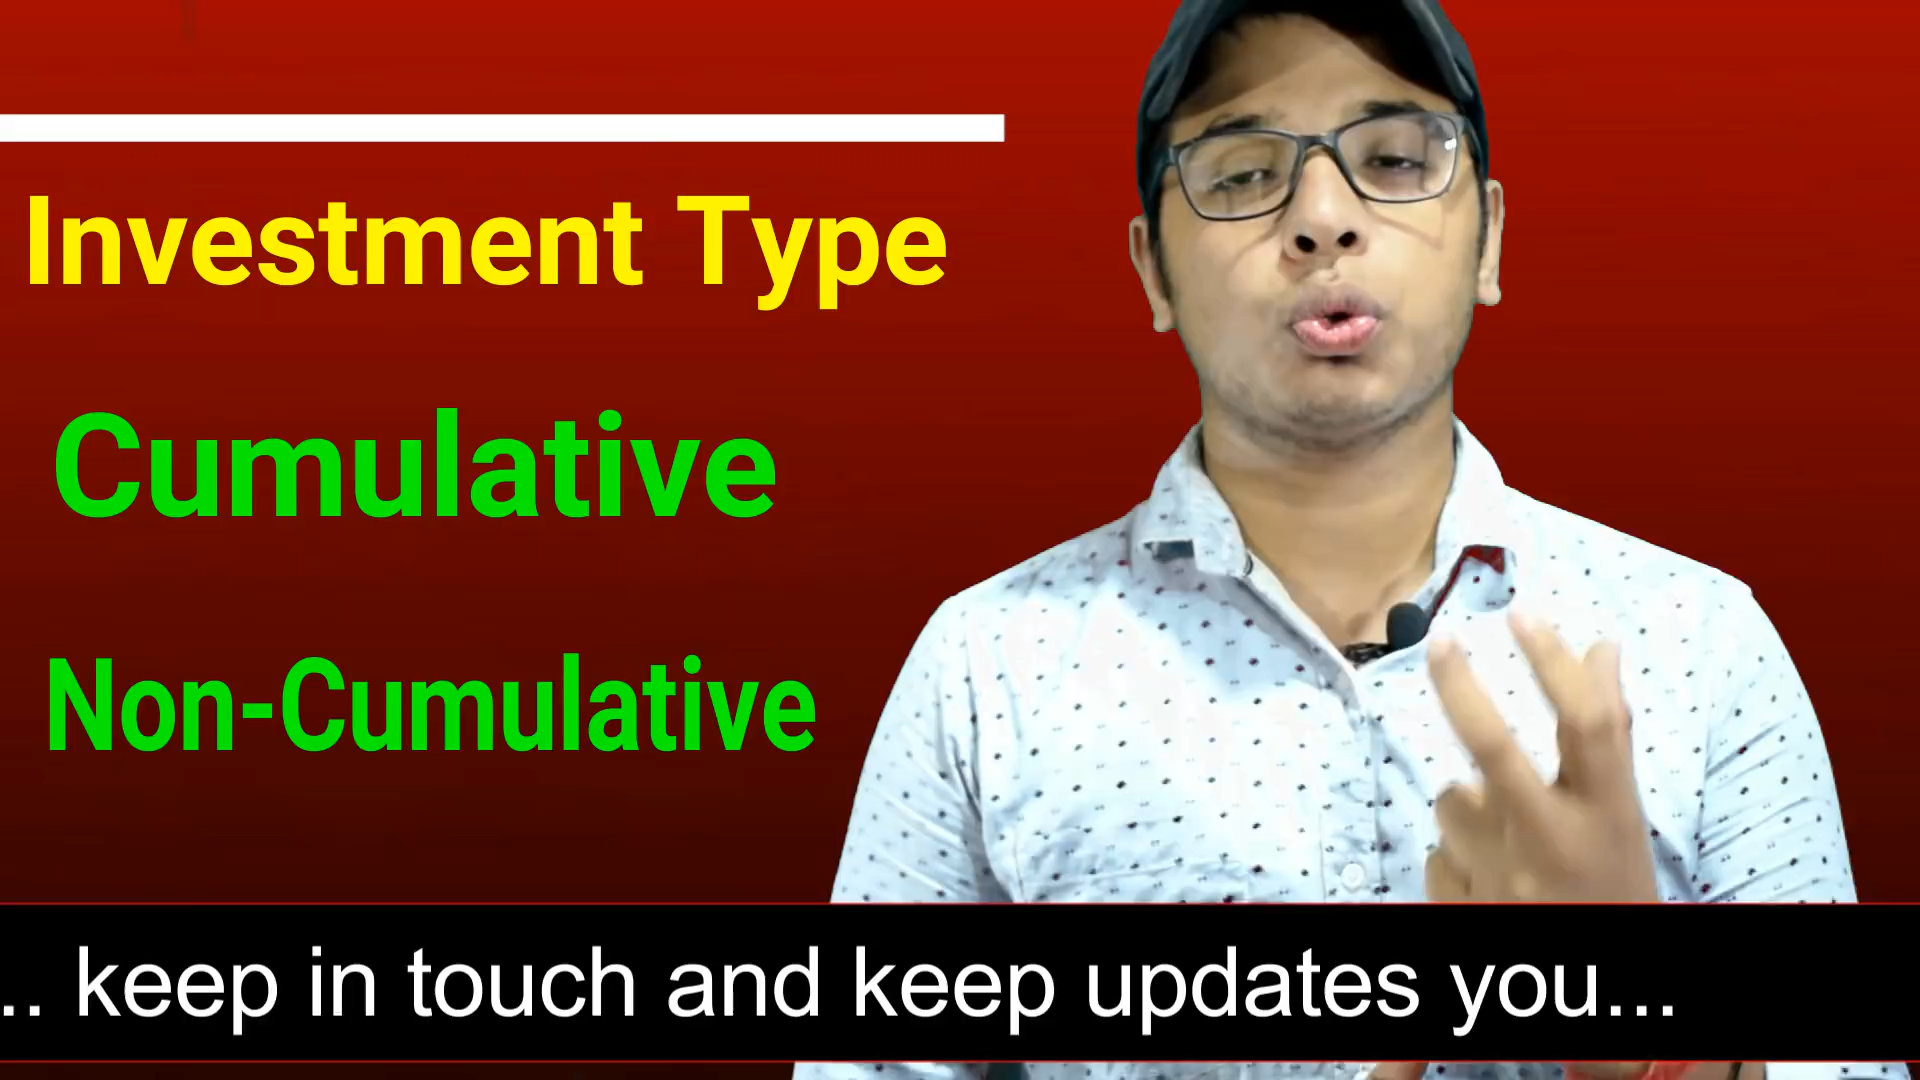 Investment Type
Cumulative
Non-Cumulative
.. keep in touch and keep updates you...